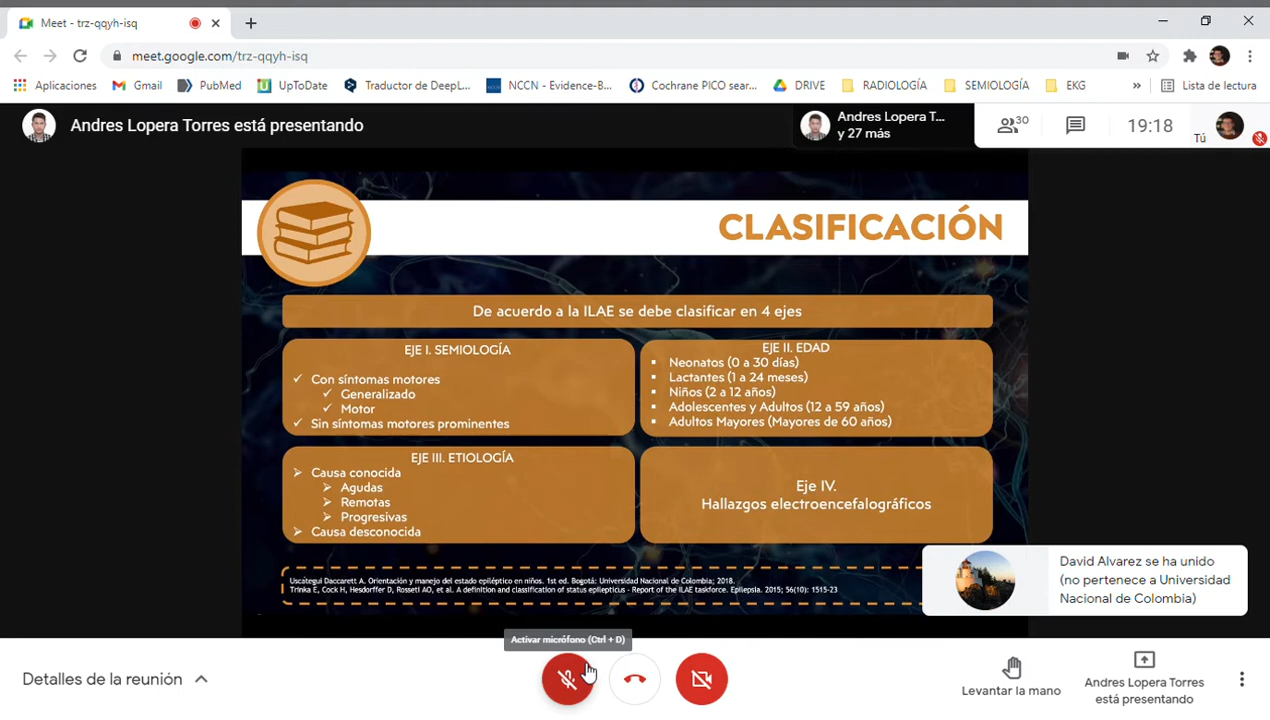 Meet - trz-qqyh-isq
meet.google.com/trz-qqyh-isq
Aplicaciones
Gmail
PubMed
UpToDate
Traductor de DeepL...
NCCN - Evidence-B...
Cochrane PICO sear...
DRIVE
RADIOLOGÍA
SEMIOLOGÍA
EKG
»
Lista de lectura
Andres Lopera Torres está presentando
Andres Lopera T...
y 27 más
30
19:18
Tú
CLASIFICACIÓN
De acuerdo a la ILAE se debe clasificar en 4 ejes
EJE I. SEMIOLOGÍA
Con síntomas motores
Generalizado
Motor
Sin síntomas motores prominentes
EJE II. EDAD
Neonatos (0 a 30 días)
Lactantes (1 a 24 meses)
Niños (2 a 12 años)
Adolescentes y Adultos (12 a 59 años)
Adultos Mayores (Mayores de 60 años)
EJE III. ETIOLOGÍA
Causa conocida
Agudas
Remotas
Progresivas
Causa desconocida
Eje IV.
Hallazgos electroencefalográficos
Uscátegui Daccarett A. Orientación y manejo del estado epiléptico en niños. 1st ed. Bogotá: Universidad Nacional de Colombia; 2018.
Trinka E, Cock H, Hesdorffer D, Rossetti AO, et al. A definition and classification of status epilepticus - Report of the ILAE taskforce. Epilepsia. 2015; 56(10): 1515-23
David Alvarez se ha unido
(no pertenece a Universidad
Nacional de Colombia)
Activar micrófono (Ctrl + D)
Detalles de la reunión
Levantar la mano
Andres Lopera Torres
está presentando